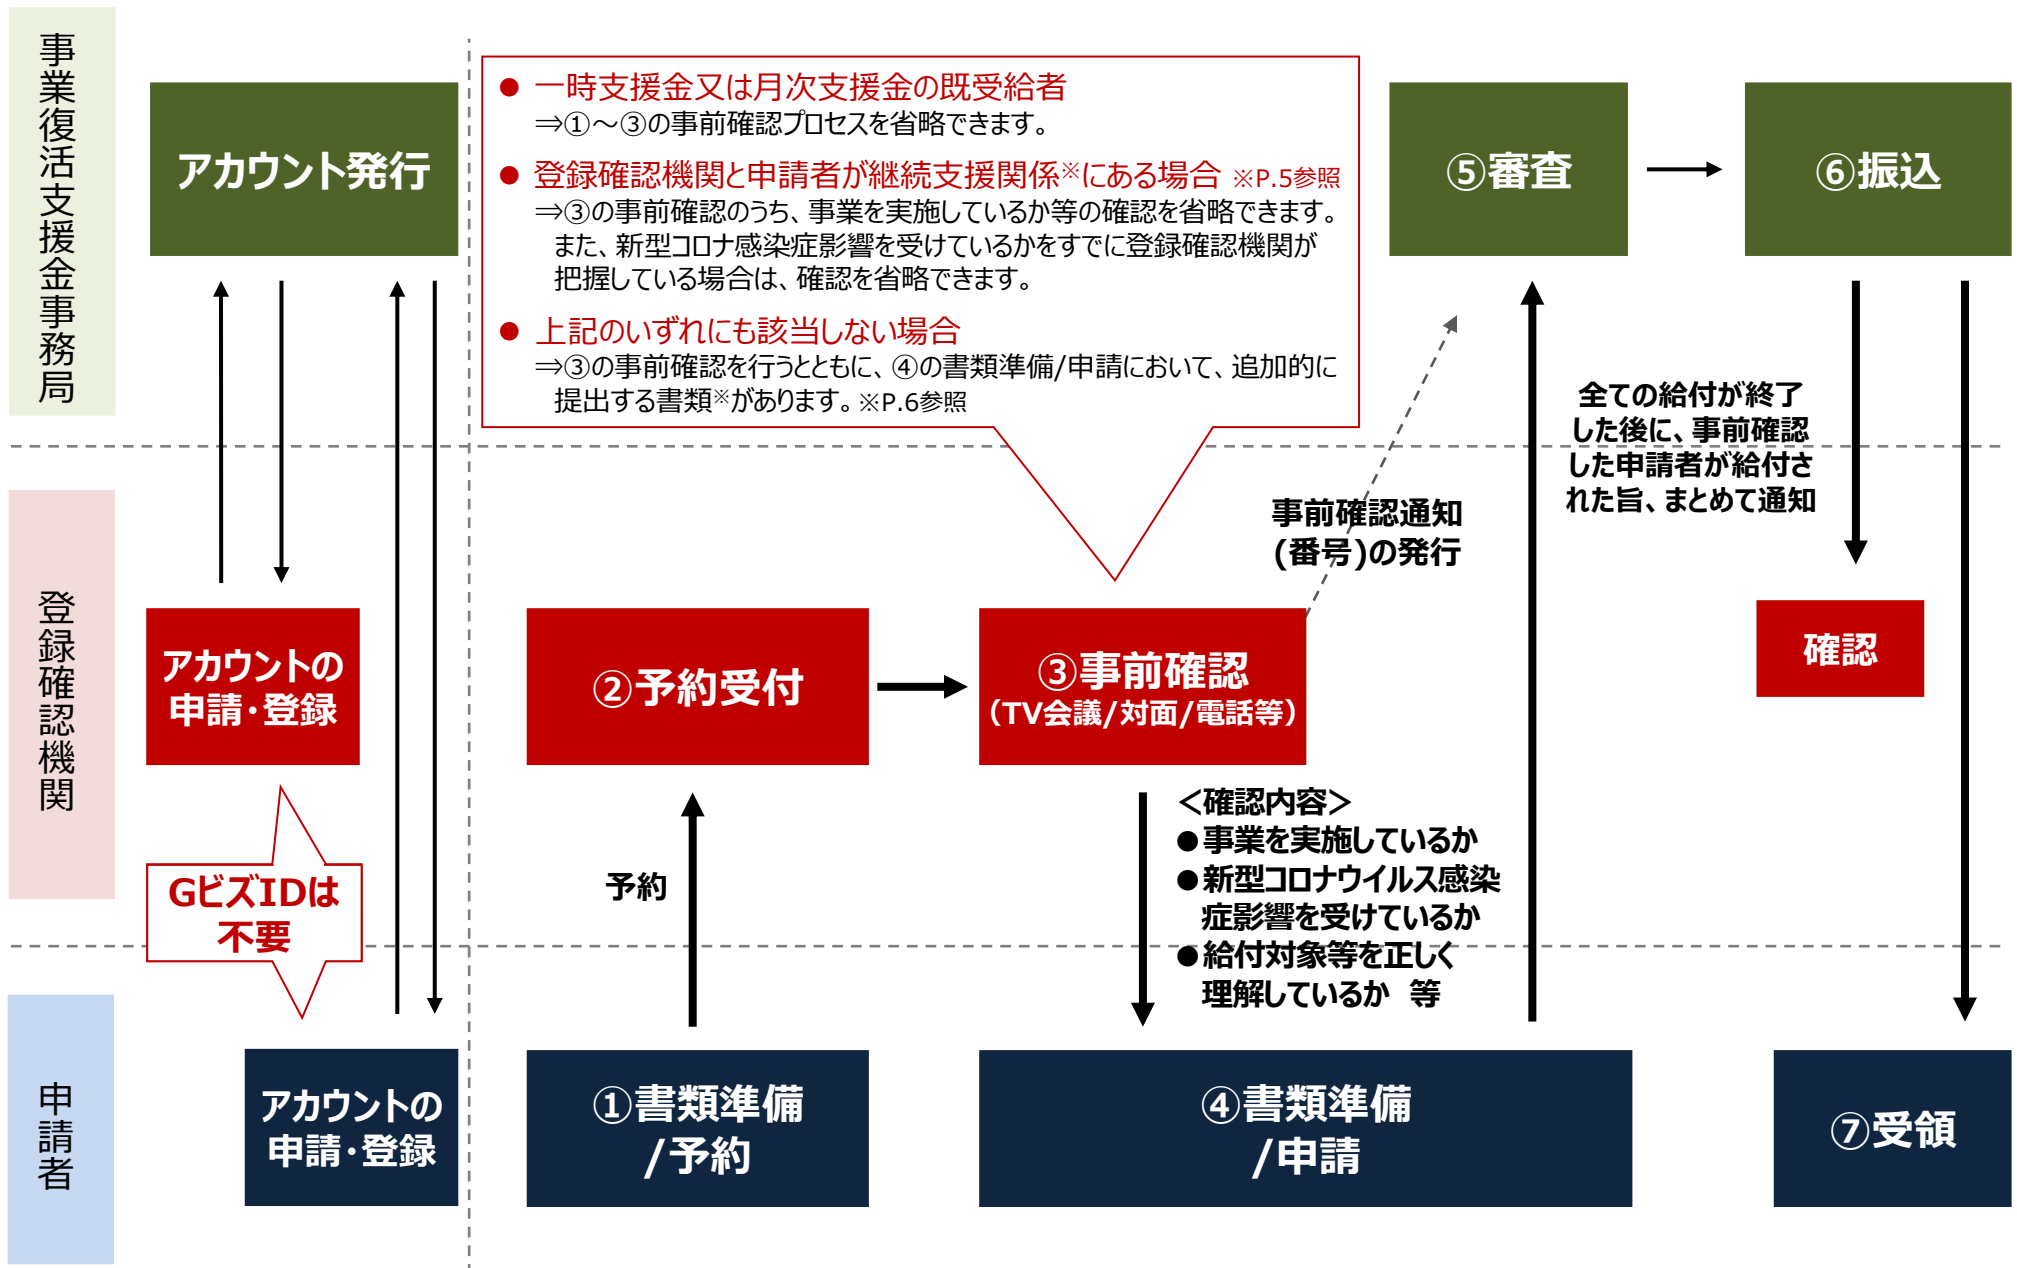 事業復活支援金事務局
アカウント発行
● 一時支援金又は月次支援金の既受給者
⇒①～③の事前確認プロセスを省略できます。
● 登録確認機関と申請者が継続支援関係※にある場合 ※P.5参照
⇒③の事前確認のうち、事業を実施しているか等の確認を省略できます。
また、新型コロナ感染症影響を受けているかをすでに登録確認機関が
把握している場合は、確認を省略できます。
● 上記のいずれにも該当しない場合
⇒③の事前確認を行うとともに、④の書類準備/申請において、追加的に
提出する書類※があります。※P.6参照
⑤審査
⑥振込
全ての給付が終了
した後に、事前確認
した申請者が給付さ
れた旨、まとめて通知
事前確認通知
(番号)の発行
登録確認機関
アカウントの
申請・登録
②予約受付
③事前確認
（TV会議/対面/電話等）
確認
GビズIDは
不要
予約
＜確認内容＞
●事業を実施しているか
●新型コロナウイルス感染
症影響を受けているか
●給付対象等を正しく
理解しているか 等
申請者
アカウントの
申請・登録
①書類準備
/予約
④書類準備
/申請
⑦受領